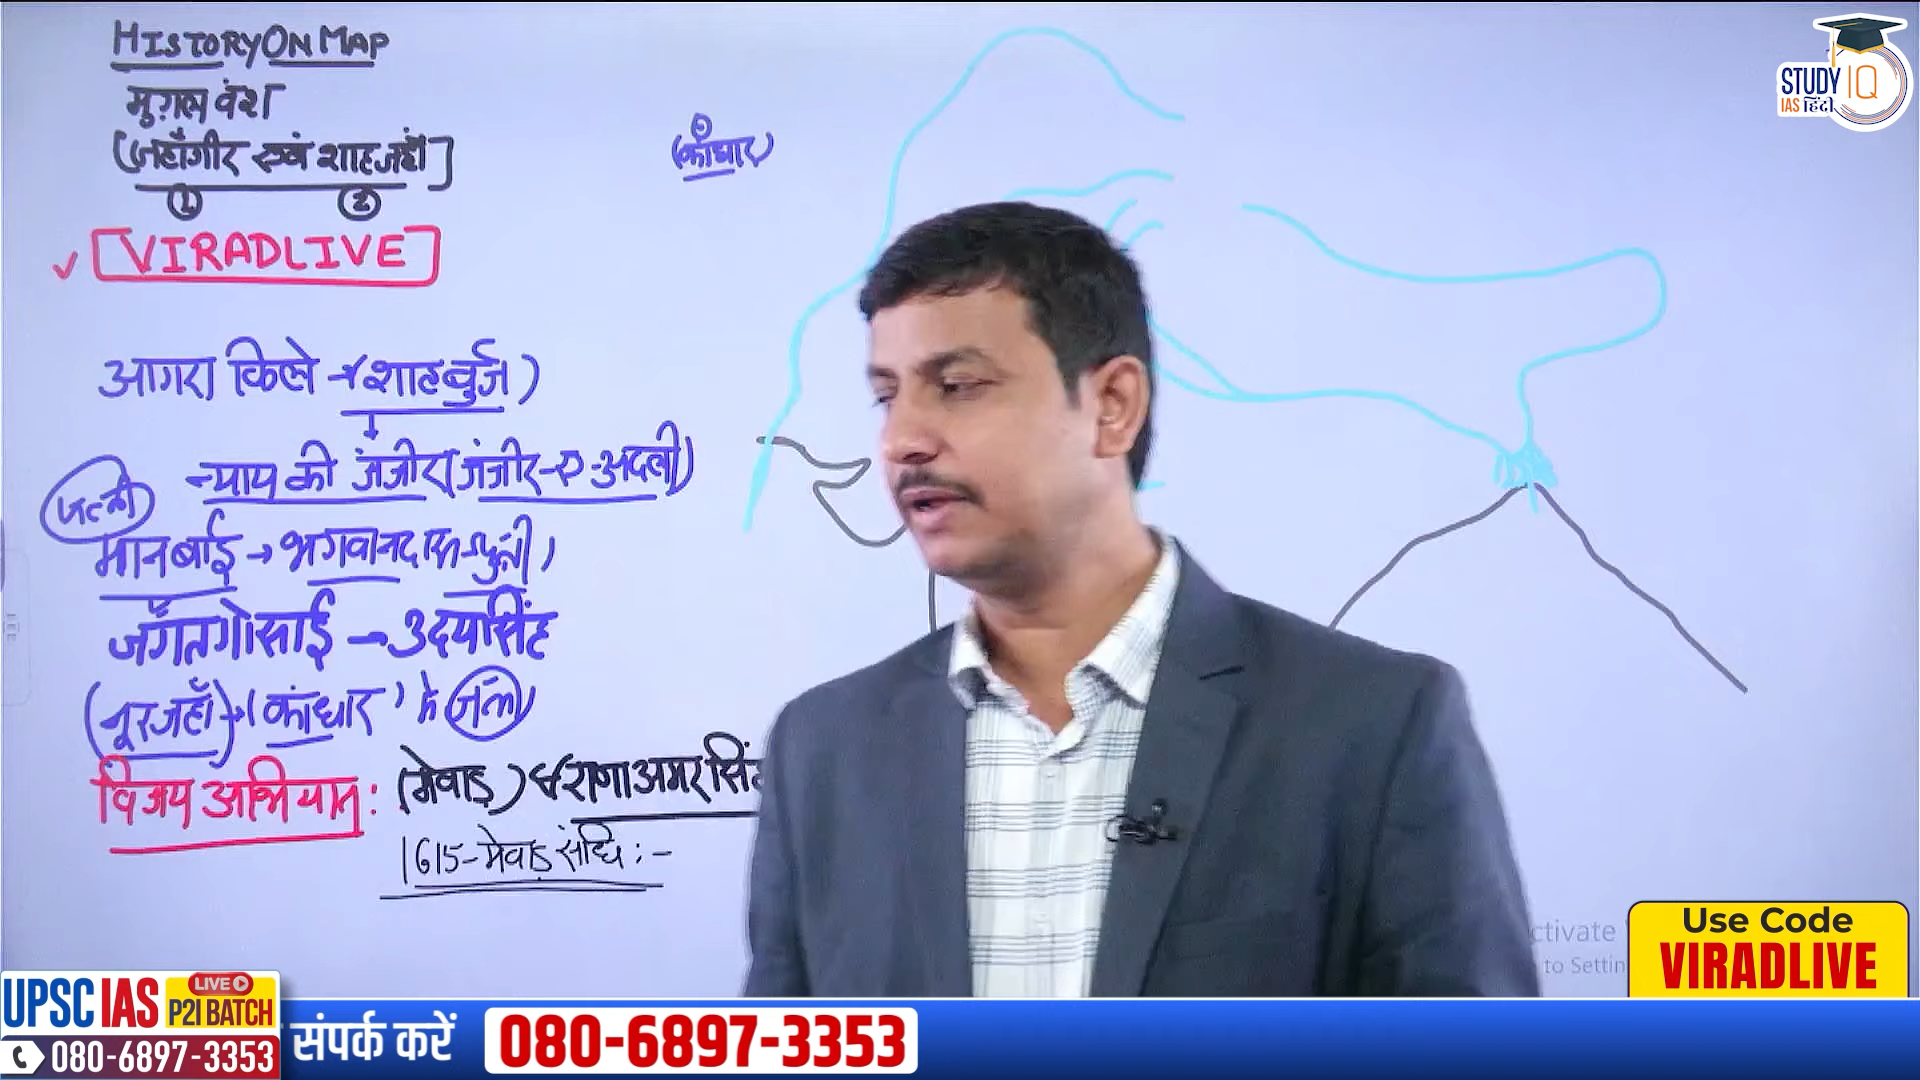 HISTORY ON MAP
मुग़ल वंश
(जहाँगीर एवं शाहजहाँ]
① ②
✓ [VIRADLIVE]
(काँधार)
आगरा किले → (शाहबुर्ज)
न्याय की जंजीर (जंजीर-ए-अदली)
मानबाई → भगवानदास पुत्री)
जगतगोसाई → उदयसिंह
(नूरजहाँ) → (कांधार) में
विजय अभियान: (मेवाड़) राणा अमर
1615-मेवाड़ संधि:-
STUDY IQ
IAS हिंदी
Use Code
VIRADLIVE
UPSC IAS LIVE
P2I BATCH
080-6897-3353
संपर्क करें 080-6897-3353